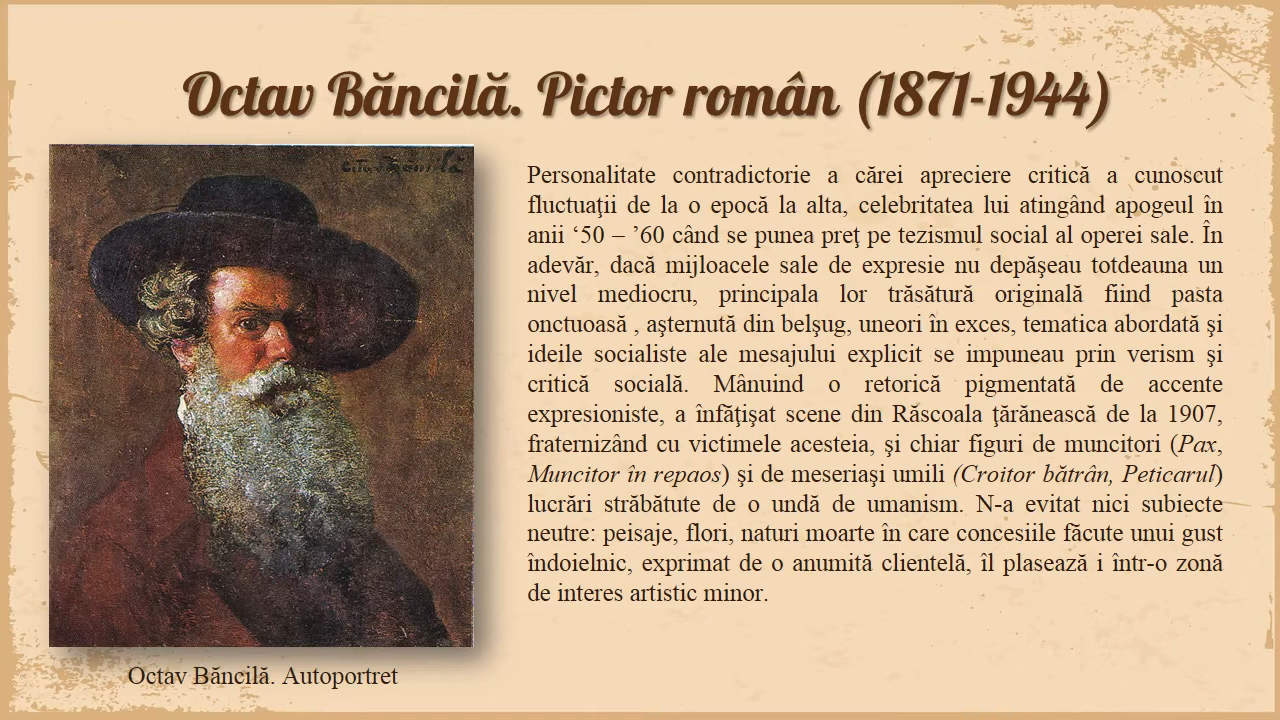 Octav Băncilă. Pictor român (1871-1944)
Octav Băncilă
Personalitate contradictorie a cărei apreciere critică a cunoscut
fluctuaţii de la o epocă la alta, celebritatea lui atingând apogeul în
anii ‘50 – ’60 când se punea preţ pe tezismul social al operei sale. În
adevăr, dacă mijloacele sale de expresie nu depăşeau totdeauna un
nivel mediocru, principala lor trăsătură originală fiind pasta
onctuoasă , aşternută din belşug, uneori în exces, tematica abordată şi
ideile socialiste ale mesajului explicit se impuneau prin verism şi
critică socială. Mânuind o retorică pigmentată de accente
expresioniste, a înfăţişat scene din Răscoala ţărănească de la 1907,
fraternizând cu victimele acesteia, şi chiar figuri de muncitori (Pax,
Muncitor în repaos) şi de meseriaşi umili (Croitor bătrân, Peticarul)
lucrări străbătute de o undă de umanism. N-a evitat nici subiecte
neutre: peisaje, flori, naturi moarte în care concesiile făcute unui gust
îndoielnic, exprimat de o anumită clientelă, îl plasează i într-o zonă
de interes artistic minor.
Octav Băncilă. Autoportret